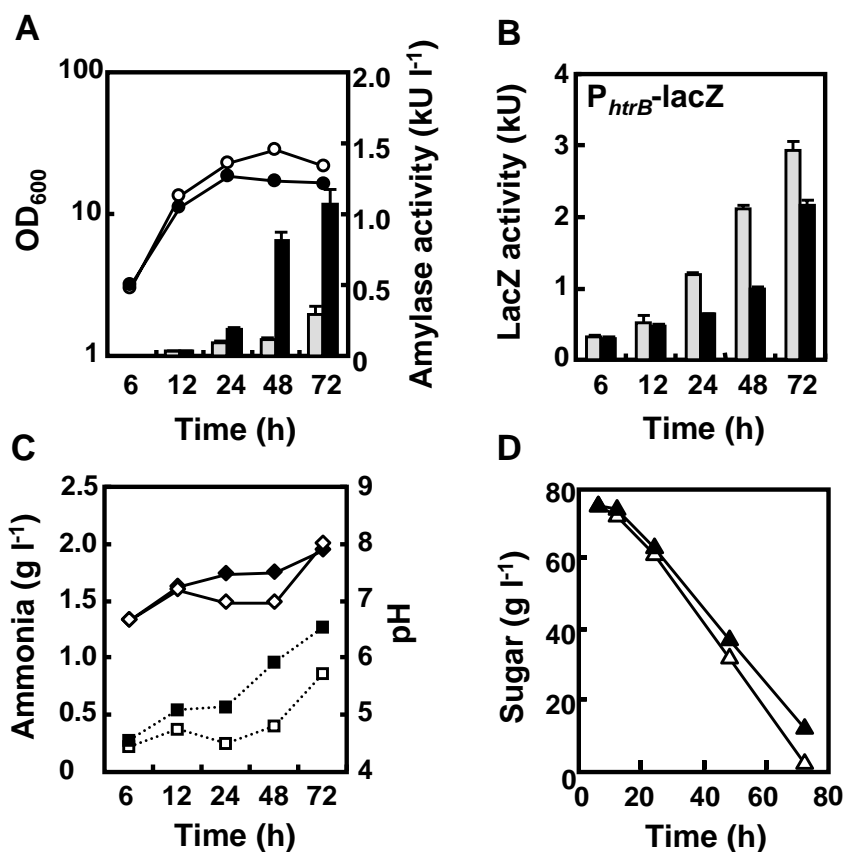 A
100
10
1
OD600
2.0
1.5
1.0
0.5
0
Amylase activity (kU l-1)
6 12 24 48 72
Time (h)
B
PhtrB-lacZ
4
3
2
1
0
LacZ activity (kU)
6 12 24 48 72
Time (h)
C
2.5
2.0
1.5
1.0
0.5
0
Ammonia (g l-1)
9
8
7
6
5
4
pH
6 12 24 48 72
Time (h)
D
80
60
40
20
0
Sugar (g l-1)
0 20 40 60 80
Time (h)